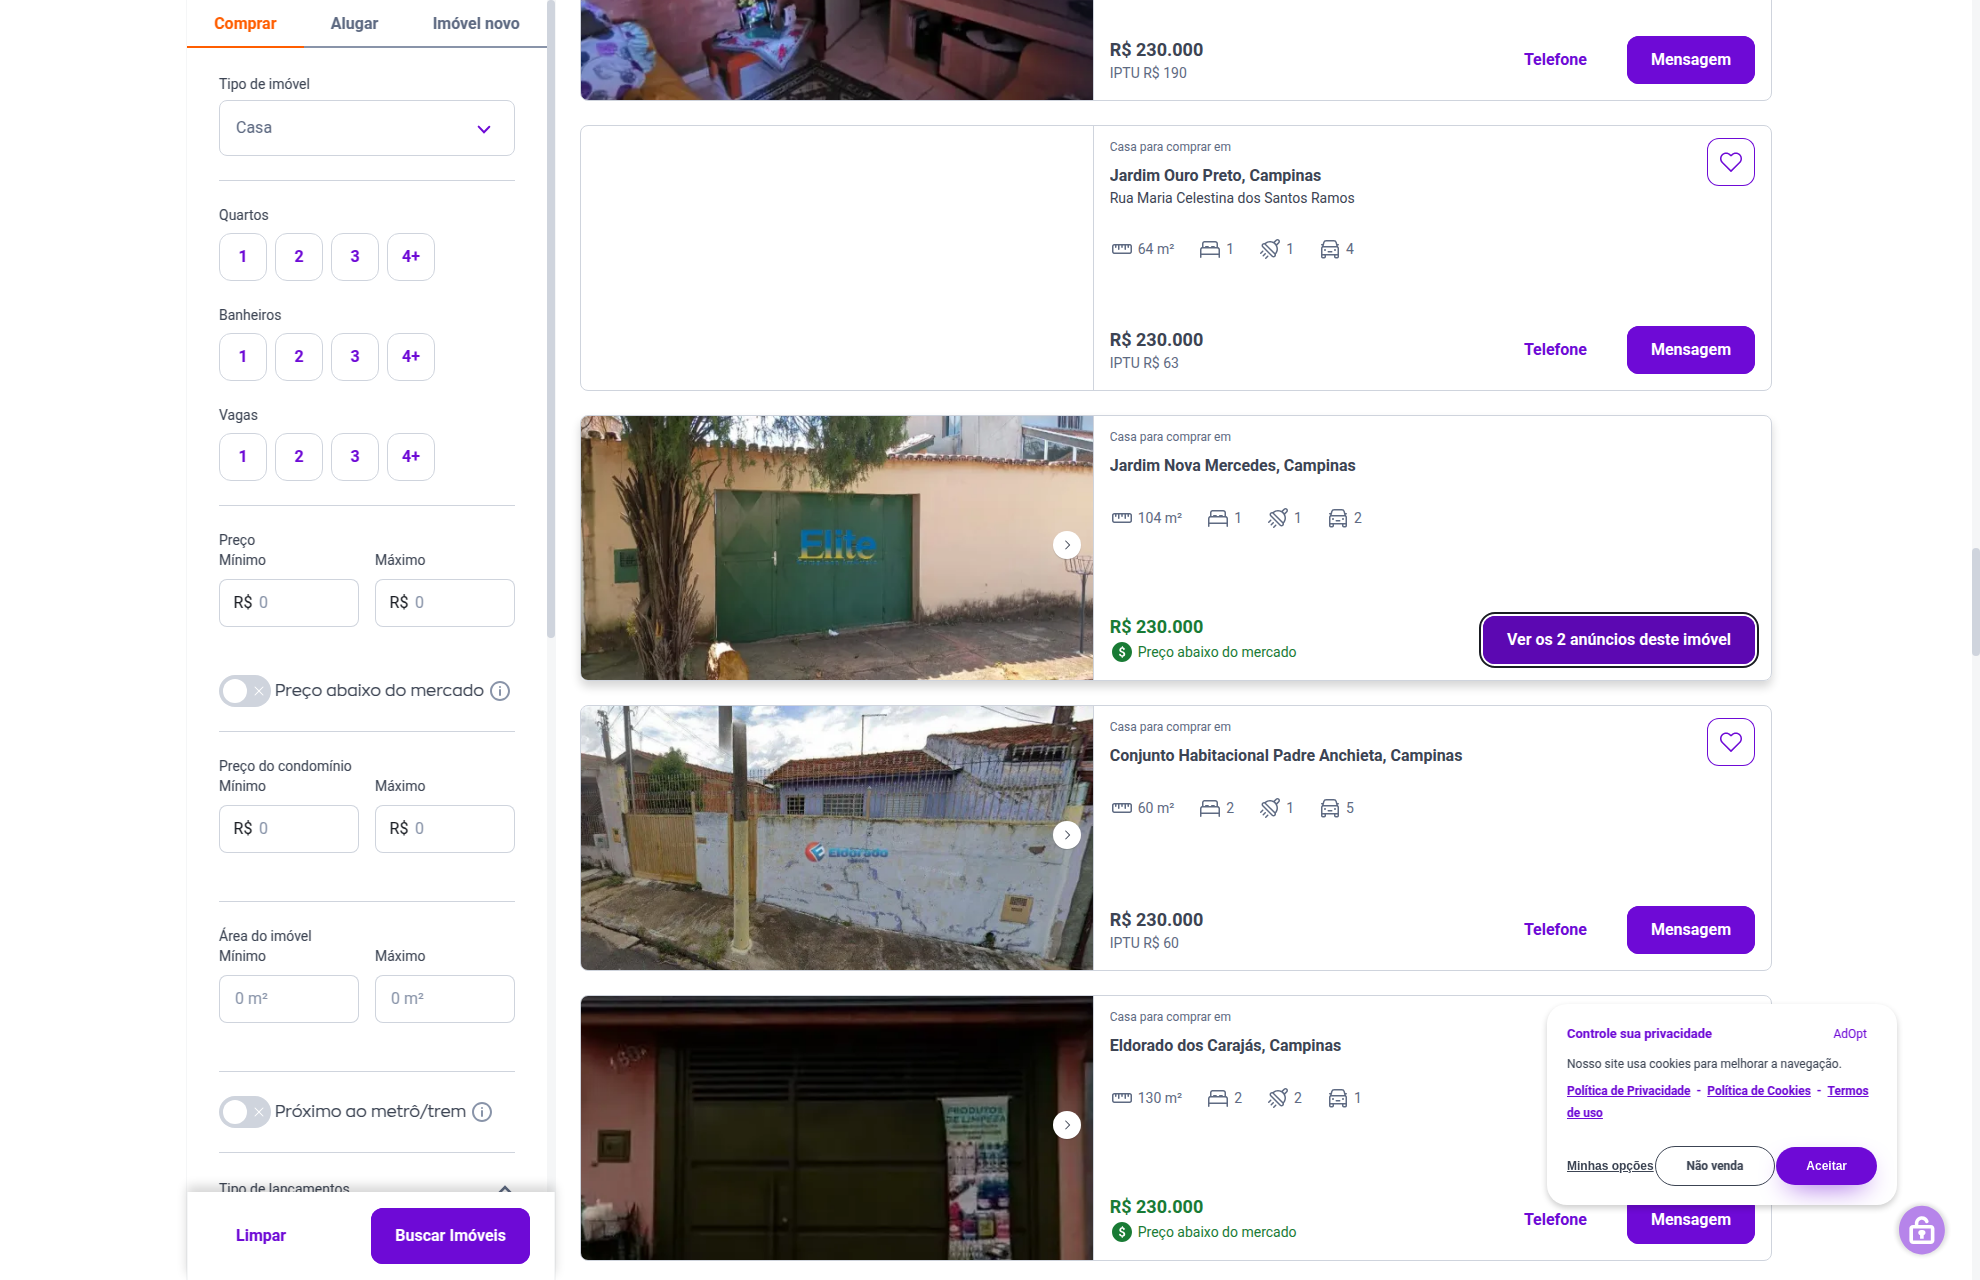 Comprar
Alugar
Imóvel novo
Tipo de imóvel
Casa
Quartos
1
2
3
4+
Banheiros
1
2
3
4+
Vagas
1
2
3
4+
Preço
Mínimo
Máximo
R$ 0
R$ 0
Preço abaixo do mercado
Preço do condomínio
Mínimo
Máximo
R$ 0
R$ 0
Área do imóvel
Mínimo
Máximo
0 m²
0 m²
Próximo ao metrô/trem
Tipo de lançamentos
Limpar
Buscar Imóveis
R$ 230.000
IPTU R$ 190
Telefone
Mensagem
Casa para comprar em
Jardim Ouro Preto, Campinas
Rua Maria Celestina dos Santos Ramos
64 m²
1
1
4
R$ 230.000
IPTU R$ 63
Telefone
Mensagem
Elite
Casa para comprar em
Jardim Nova Mercedes, Campinas
104 m²
1
1
2
R$ 230.000
Preço abaixo do mercado
Ver os 2 anúncios deste imóvel
Eldorado
Casa para comprar em
Conjunto Habitacional Padre Anchieta, Campinas
60 m²
2
1
5
R$ 230.000
IPTU R$ 60
Telefone
Mensagem
PRODUTOS
DE LIMPEZA
Casa para comprar em
Eldorado dos Carajás, Campinas
130 m²
2
2
1
R$ 230.000
Preço abaixo do mercado
Telefone
Mensagem
Controle sua privacidade
AdOpt
Nosso site usa cookies para melhorar a navegação.
Política de Privacidade - Política de Cookies - Termos
de uso
Minhas opções
Não venda
Aceitar